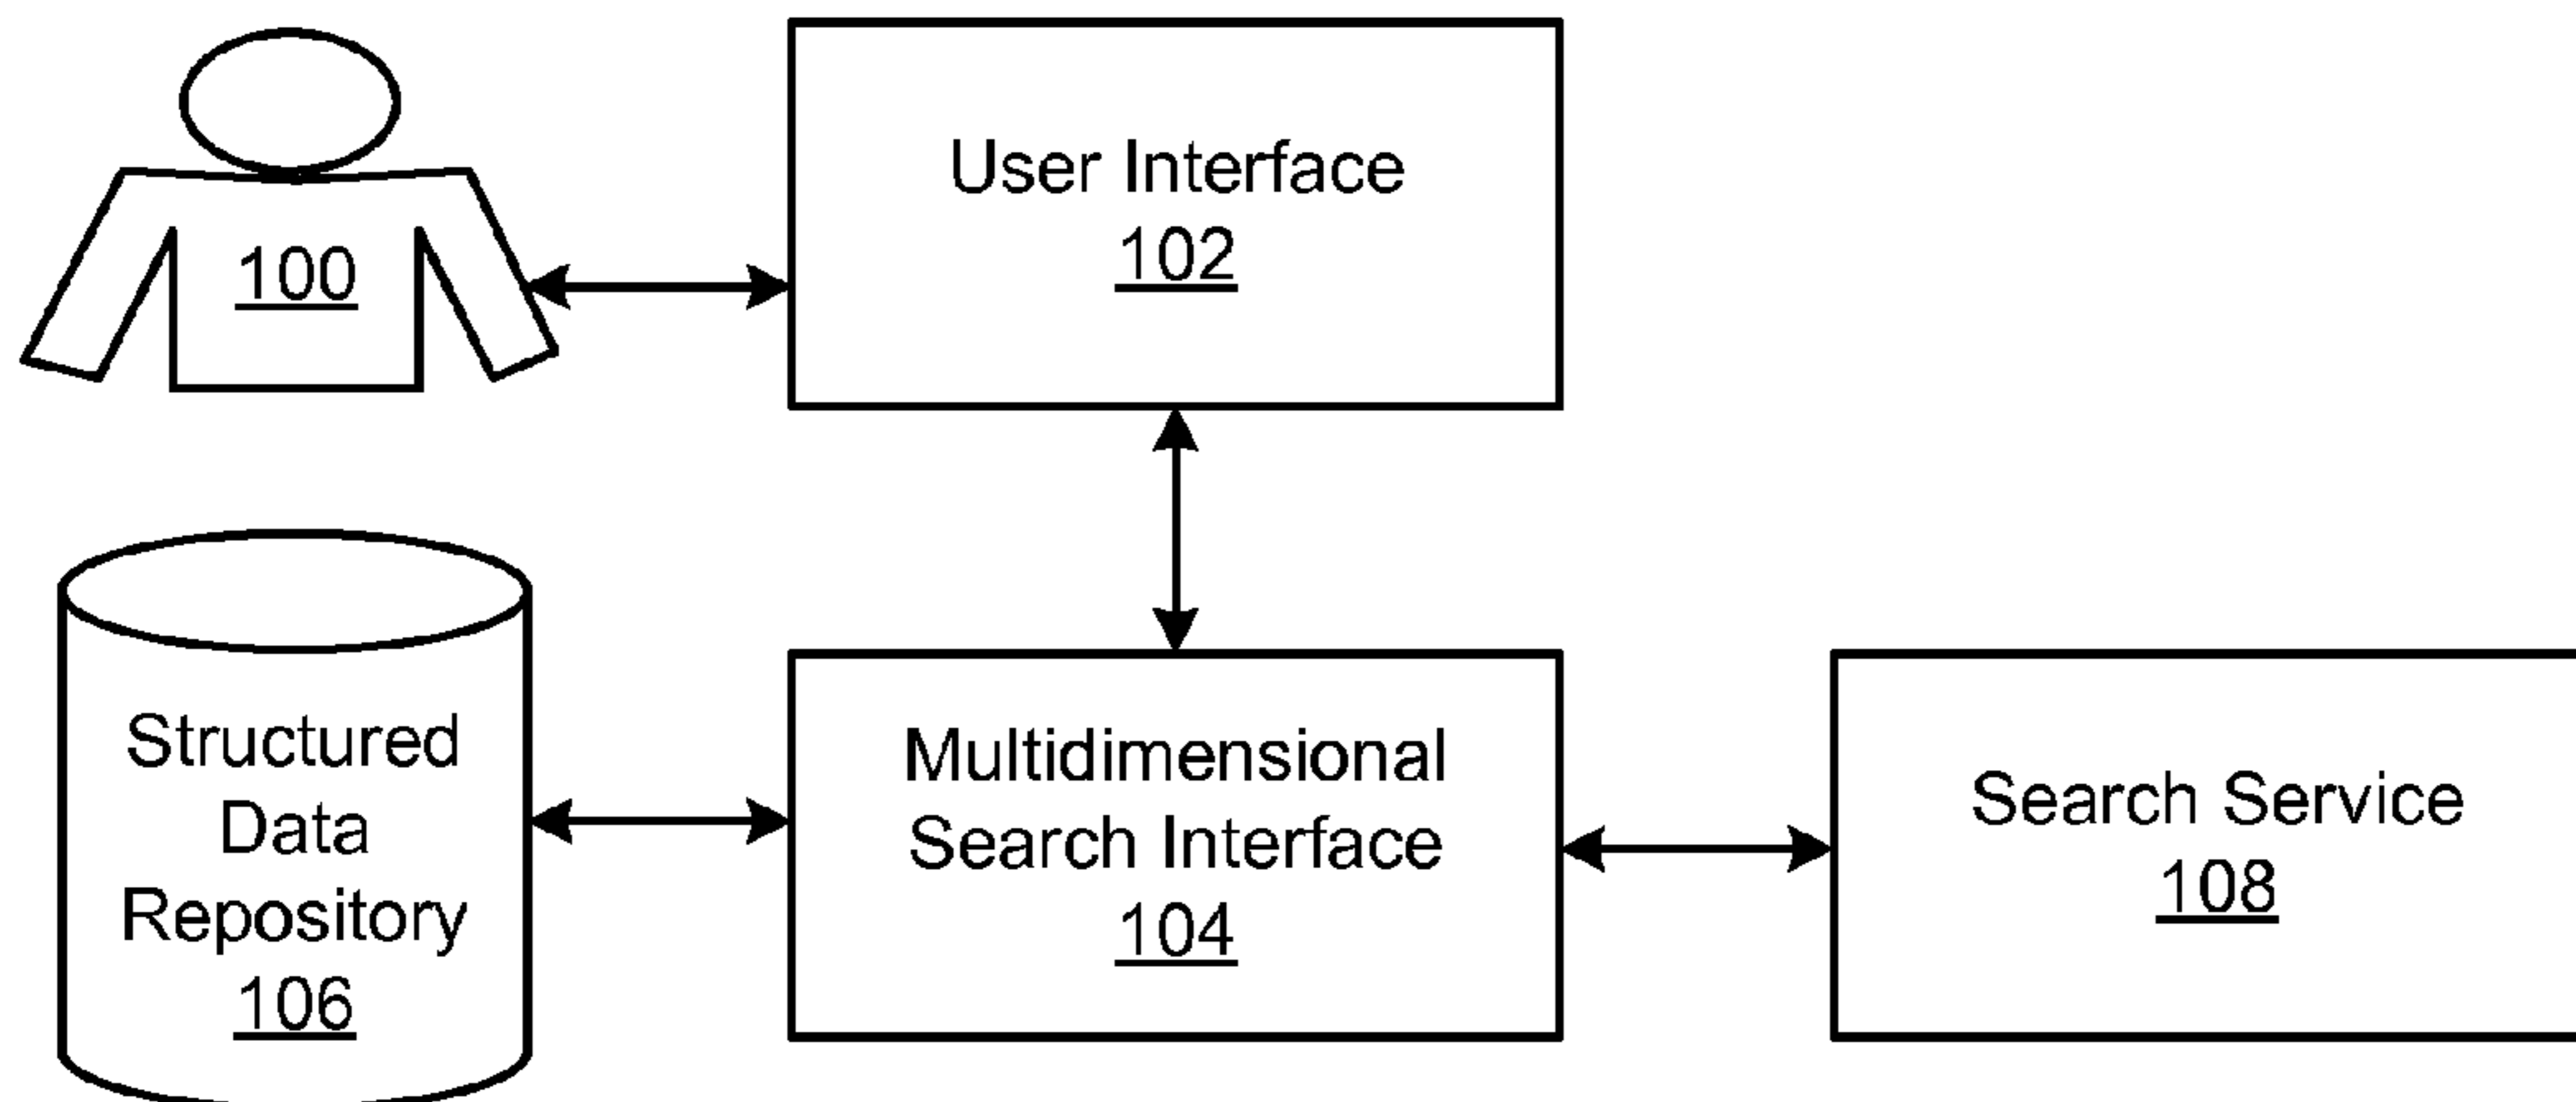 100
User Interface
102
Structured
Data
Repository
106
Multidimensional
Search Interface
104
Search Service
108